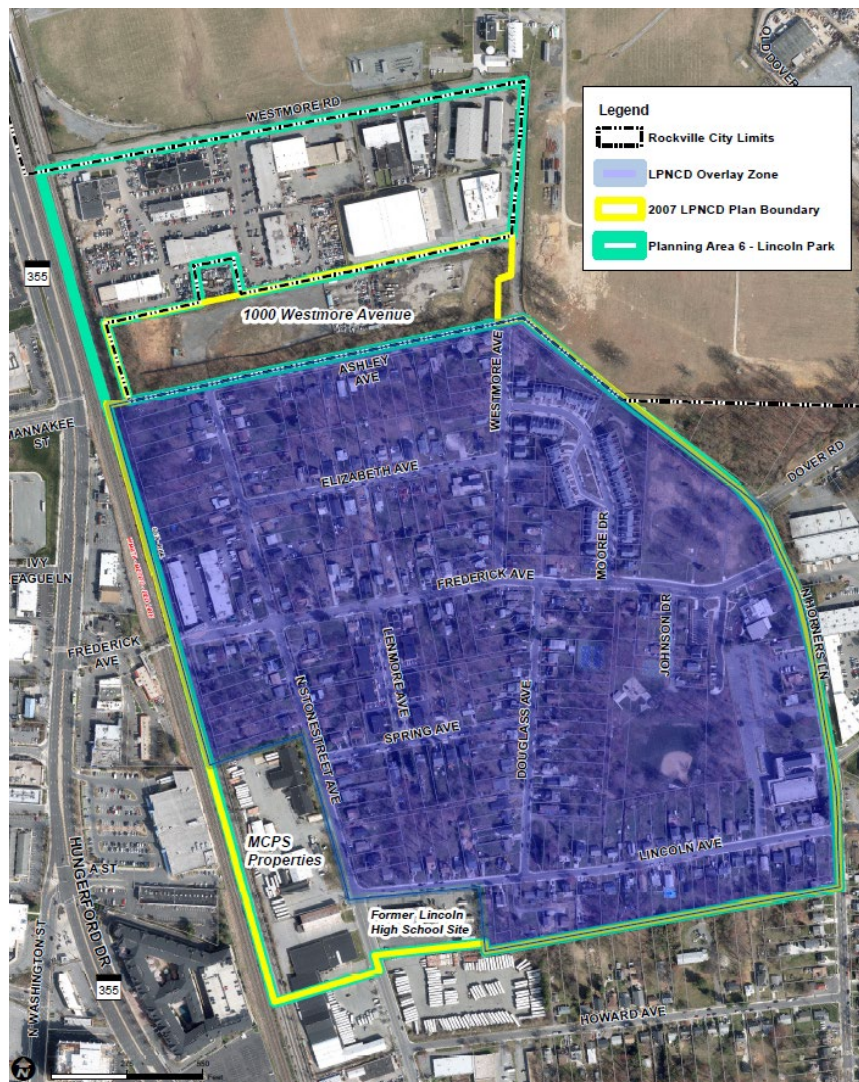 OLD DOVER
WESTMORE RD
Legend
Rockville City Limits
LPNCD Overlay Zone
2007 LPNCD Plan Boundary
Planning Area 6 - Lincoln Park
355
1000 Westmore Avenue
ASHLEY
AVE
WESTMORE AVE
MANNAKEE
ST
ELIZABETH AVE
DOVER RD
IVY
LEAGUE LN
MOORE DR
FREDERICK AVE
N HORNERS LN
FREDERICK
AVE
JOHNSON DR
LENMORE AVE
N STONESTREET AVE
SPRING AVE
DOUGLASS AVE
MCPS
Properties
LINCOLN AVE
A ST
HUNGERFORD DR
Former Lincoln
High School Site
N WASHINGTON ST
355
HOWARD AVE
550
Feet